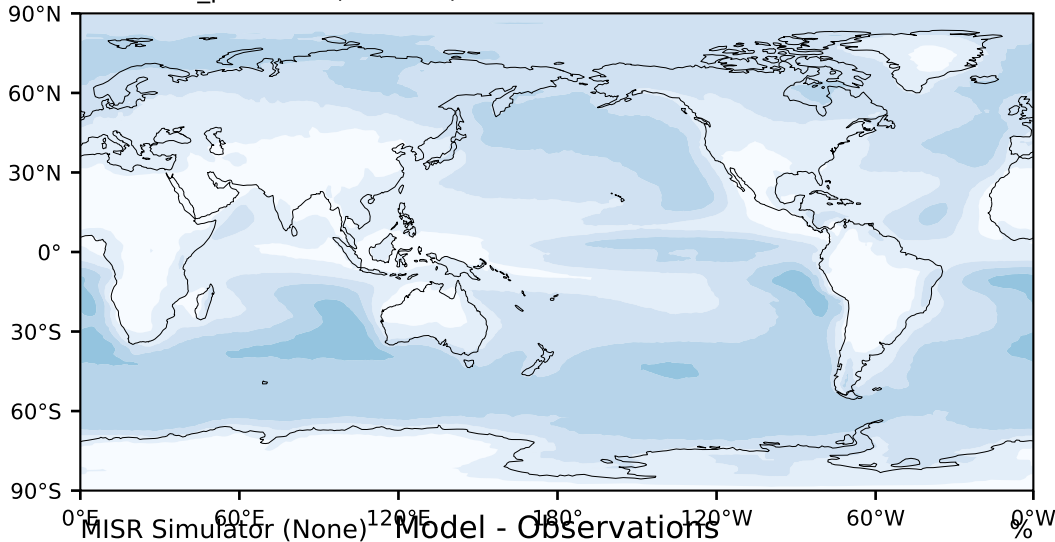 90°N
60°N
30°N
0°
30°S
60°S
90°S
0°E 60°E 120°E 180° 120°W 60°W 0°W
MISR Simulator (None) Model - Observations %